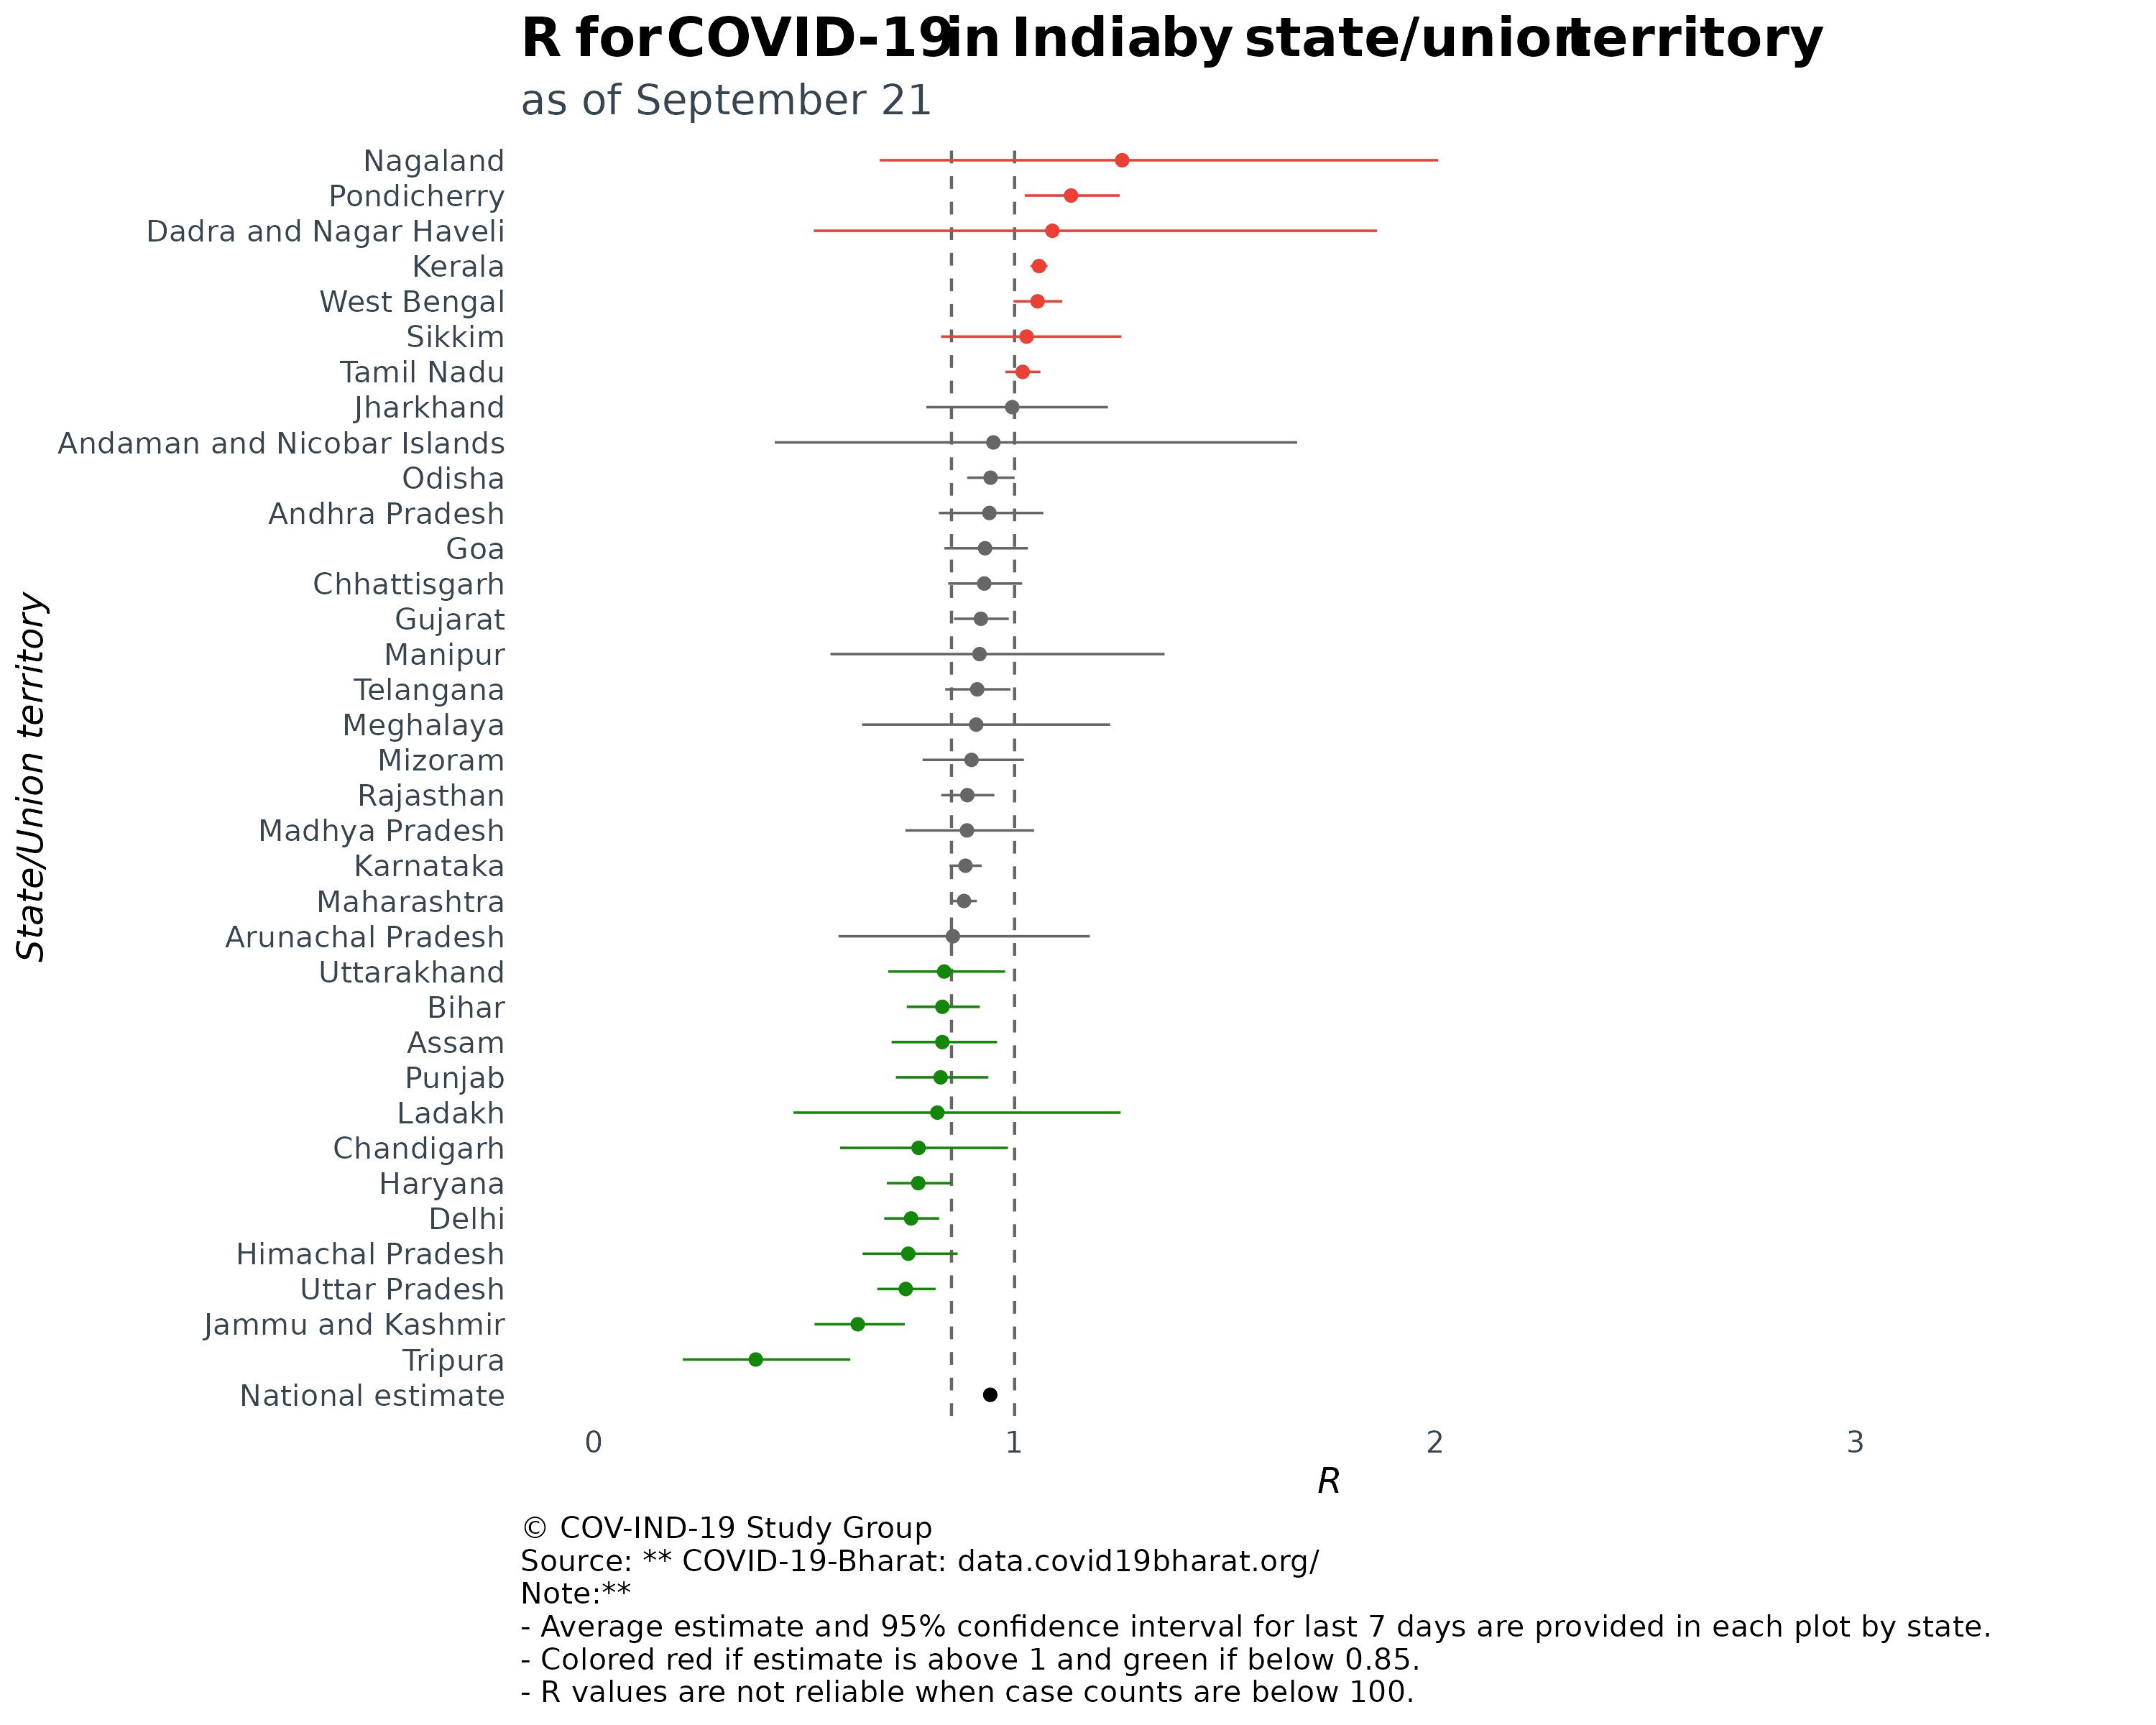 R for COVID-19 in India by state/union territory
as of September 21
Nagaland
Pondicherry
Dadra and Nagar Haveli
Kerala
West Bengal
Sikkim
Tamil Nadu
Jharkhand
Andaman and Nicobar Islands
Odisha
Andhra Pradesh
Goa
Chhattisgarh
Gujarat
Manipur
Telangana
Meghalaya
Mizoram
Rajasthan
Madhya Pradesh
Karnataka
Maharashtra
Arunachal Pradesh
Uttarakhand
Bihar
Assam
Punjab
Ladakh
Chandigarh
Haryana
Delhi
Himachal Pradesh
Uttar Pradesh
Jammu and Kashmir
Tripura
National estimate
State/Union territory
0 1 2 3
R
© COV-IND-19 Study Group
Source: ** COVID-19-Bharat: data.covid19bharat.org/
Note:**
- Average estimate and 95% confidence interval for last 7 days are provided in each plot by state.
- Colored red if estimate is above 1 and green if below 0.85.
- R values are not reliable when case counts are below 100.